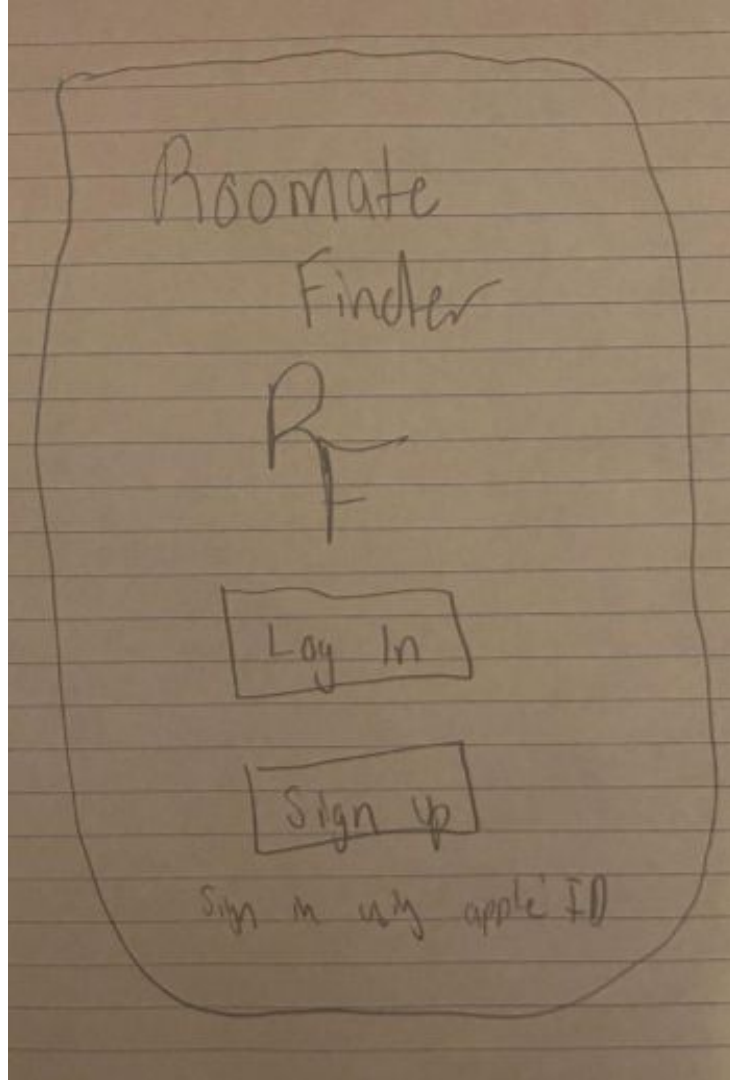 Roomate
Finder
RF
Log In
Sign up
Sign in using apple ID